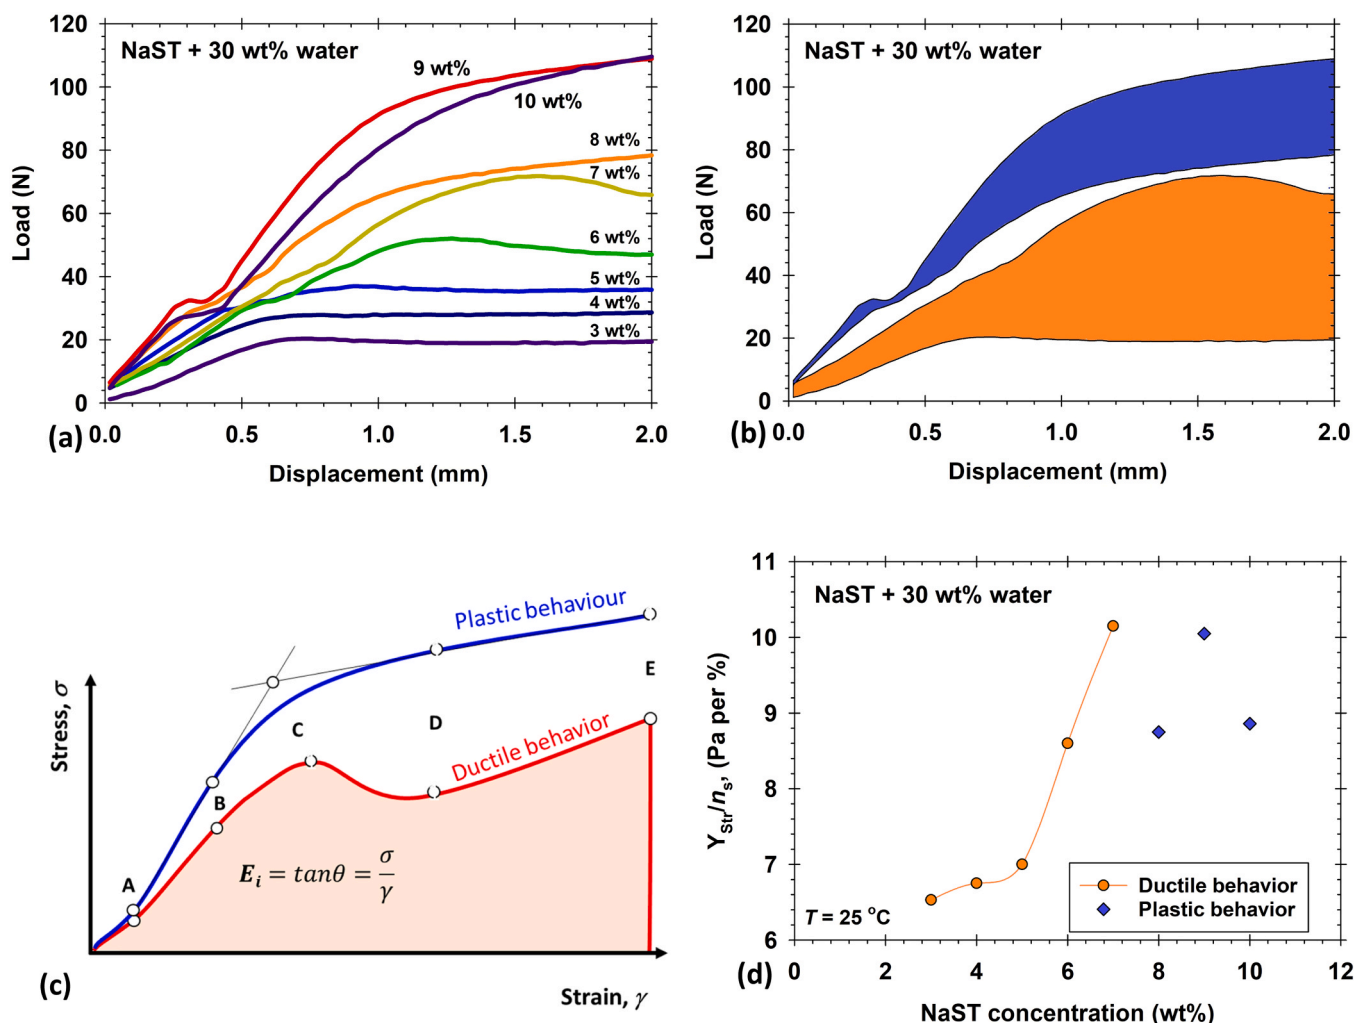 120
NaST + 30 wt% water
100
80
60
40
20
0
Load (N)
9 wt%
10 wt%
8 wt%
7 wt%
6 wt%
5 wt%
4 wt%
3 wt%
0.0 0.5 1.0 1.5 2.0
Displacement (mm)
(a)
120
NaST + 30 wt% water
100
80
60
40
20
0
Load (N)
0.0 0.5 1.0 1.5 2.0
Displacement (mm)
(b)
Stress, σ
Plastic behaviour
Ductile behavior
A
B
C
D
E
E_i = tanθ = σ/γ
Strain, γ
(c)
11
NaST + 30 wt% water
10
9
8
7
6
Y_Str/n_s, (Pa per %)
Ductile behavior
Plastic behavior
T = 25 °C
0 2 4 6 8 10 12
NaST concentration (wt%)
(d)